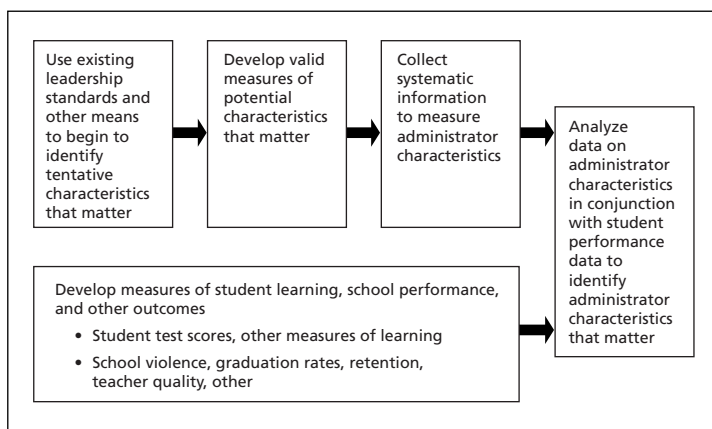 Use existing
leadership
standards and
other means
to begin to
identify
tentative
characteristics
that matter
Develop valid
measures of
potential
characteristics
that matter
Collect
systematic
information
to measure
administrator
characteristics
Analyze
data on
administrator
characteristics
in conjunction
with student
performance
data to
identify
administrator
characteristics
that matter
Develop measures of student learning, school performance,
and other outcomes
• Student test scores, other measures of learning
• School violence, graduation rates, retention,
teacher quality, other